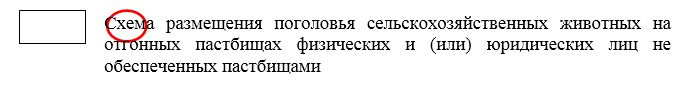 Схема размещения поголовья сельскохозяйственных животных на
отгонных пастбищах физических и (или) юридических лиц не
обеспеченных пастбищами